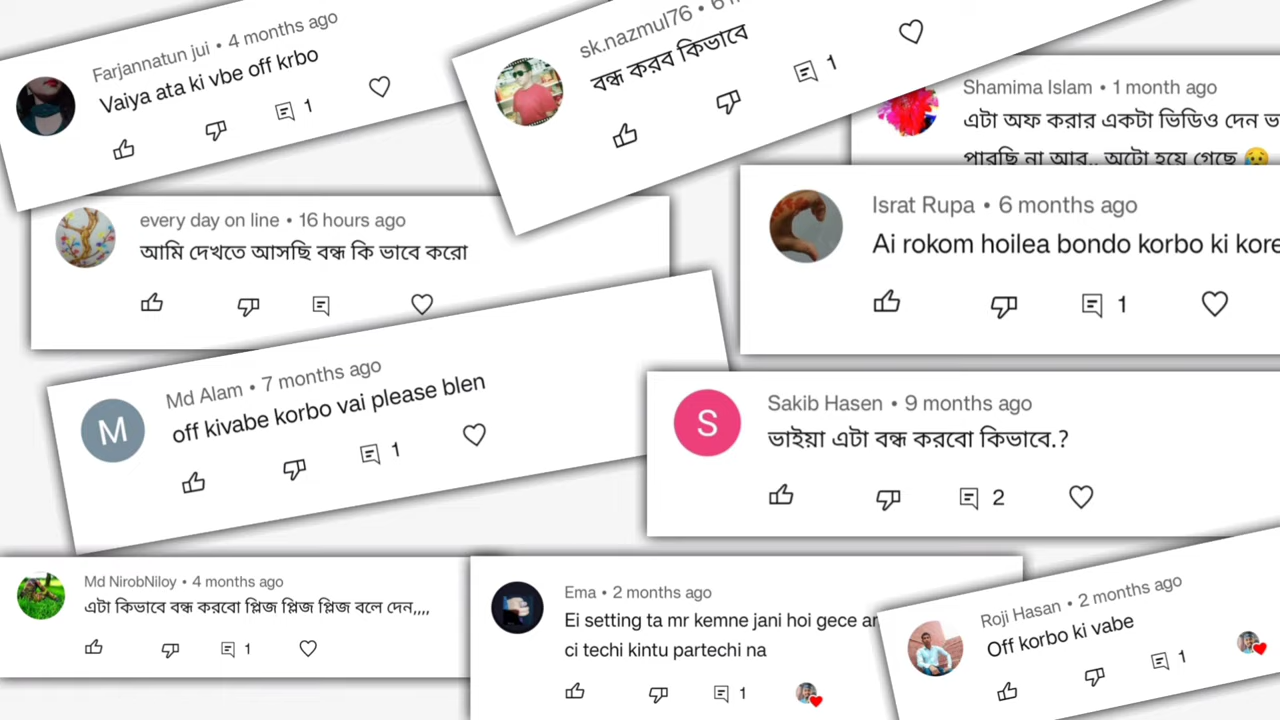 Farjannatun jui • 4 months ago
Vaiya ata ki vbe off krbo
1
sk.nazmul76 • 6
বন্ধ করব কিভাবে
1
Shamima Islam • 1 month ago
এটা অফ করার একটা ভিডিও দেন
পারছি না আর.. অটো হয়ে গেছে 😥
every day on line • 16 hours ago
আমি দেখতে আসছি বন্ধ কি ভাবে করো
Israt Rupa • 6 months ago
Ai rokom hoilea bondo korbo ki kore
1
Md Alam • 7 months ago
off kivabe korbo vai please blen
1
Sakib Hasen • 9 months ago
ভাইয়া এটা বন্ধ করবো কিভাবে.?
2
M
S
Md NirobNiloy • 4 months ago
এটা কিভাবে বন্ধ করবো প্লিজ প্লিজ প্লিজ বলে দেন,,,,
1
Ema • 2 months ago
Ei setting ta mr kemne jani hoi gece
ci techi kintu partechi na
1
Roji Hasan • 2 months ago
Off korbo ki vabe
1